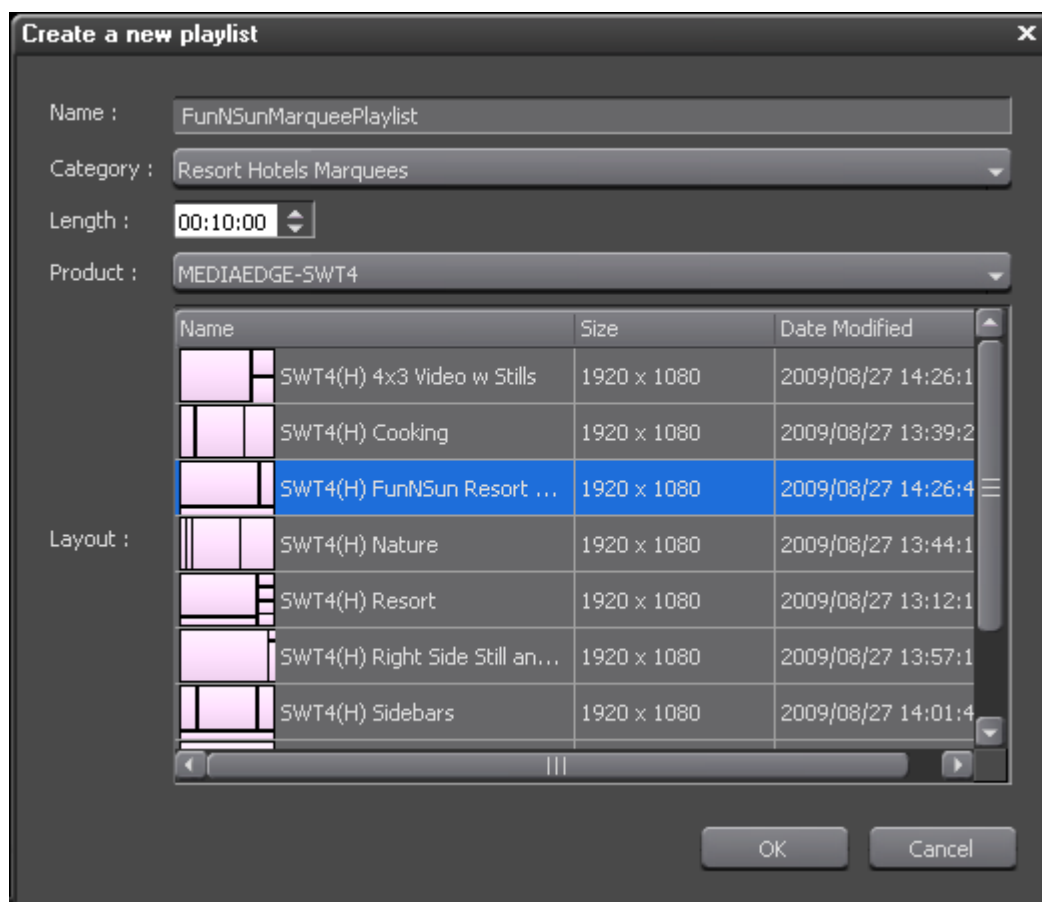 Create a new playlist
Name : FunNSunMarqueePlaylist
Category : Resort Hotels Marquees
Length : 00:10:00
Product : MEDIAEDGE-SWT4
Layout :
Name Size Date Modified
SWT4(H) 4x3 Video w Stills 1920 x 1080 2009/08/27 14:26:1
SWT4(H) Cooking 1920 x 1080 2009/08/27 13:39:2
SWT4(H) FunNSun Resort ... 1920 x 1080 2009/08/27 14:26:4
SWT4(H) Nature 1920 x 1080 2009/08/27 13:44:1
SWT4(H) Resort 1920 x 1080 2009/08/27 13:12:1
SWT4(H) Right Side Still an... 1920 x 1080 2009/08/27 13:57:1
SWT4(H) Sidebars 1920 x 1080 2009/08/27 14:01:4
OK Cancel